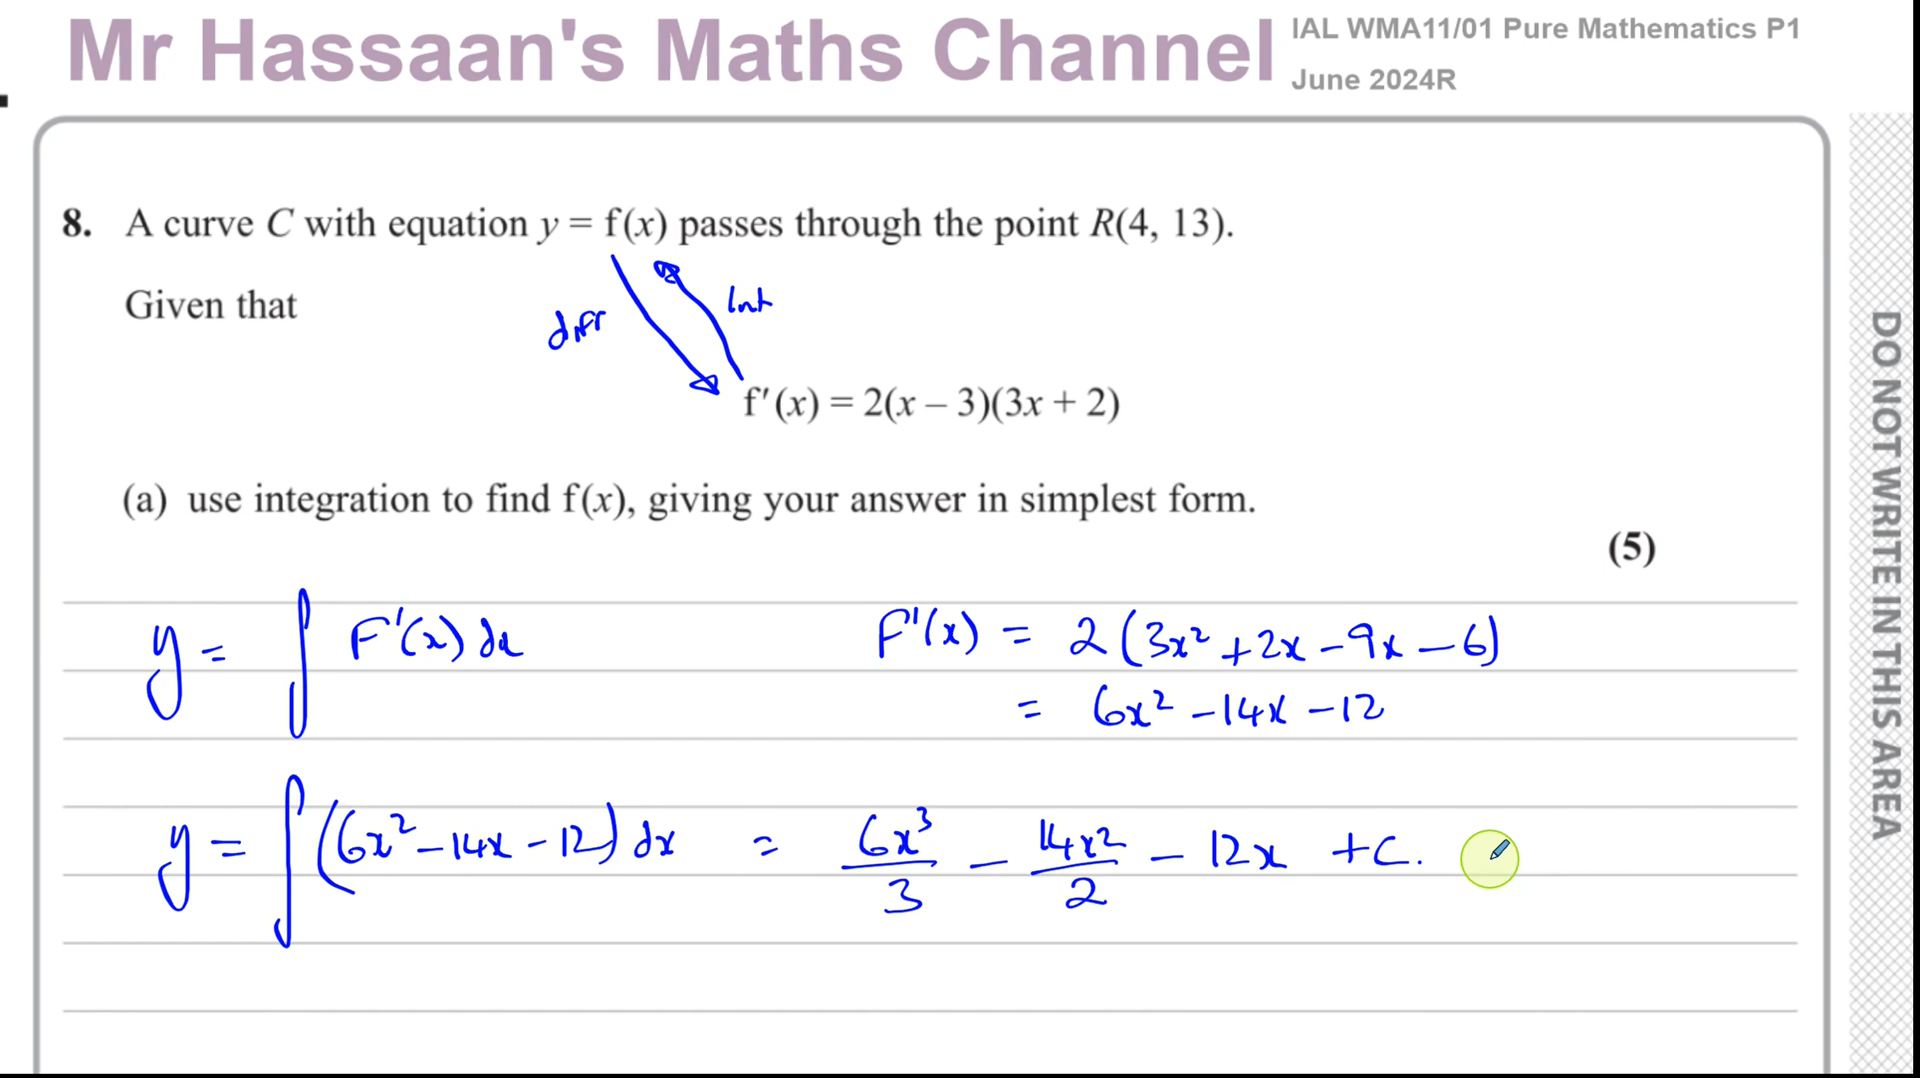 Mr Hassaan's Maths Channel
IAL WMA11/01 Pure Mathematics P1
June 2024R
8. A curve C with equation y = f(x) passes through the point R(4, 13).
Given that
diff
Int
f'(x) = 2(x – 3)(3x + 2)
(a) use integration to find f(x), giving your answer in simplest form.
(5)
y = ∫ F'(x) dx
F'(x) = 2(3x² + 2x – 9x – 6)
= 6x² – 14x – 12
y = ∫ (6x² – 14x – 12) dx = 6x³/3 – 14x²/2 – 12x + C.
DO NOT WRITE IN THIS AREA